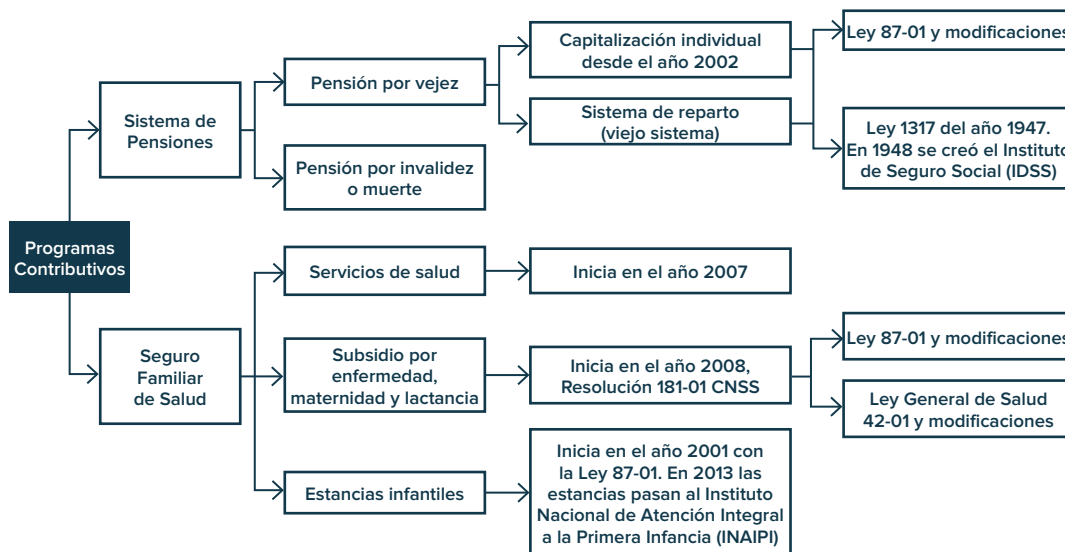 Programas
Contributivos
Sistema de
Pensiones
Pensión por vejez
Capitalización individual
desde el año 2002
Ley 87-01 y modificaciones
Sistema de reparto
(viejo sistema)
Ley 1317 del año 1947.
En 1948 se creó el Instituto
de Seguro Social (IDSS)
Pensión por invalidez
o muerte
Seguro
Familiar
de Salud
Servicios de salud
Inicia en el año 2007
Subsidio por
enfermedad,
maternidad y lactancia
Inicia en el año 2008,
Resolución 181-01 CNSS
Ley 87-01 y modificaciones
Ley General de Salud
42-01 y modificaciones
Estancias infantiles
Inicia en el año 2001 con
la Ley 87-01. En 2013 las
estancias pasan al Instituto
Nacional de Atención Integral
a la Primera Infancia (INAIPI)